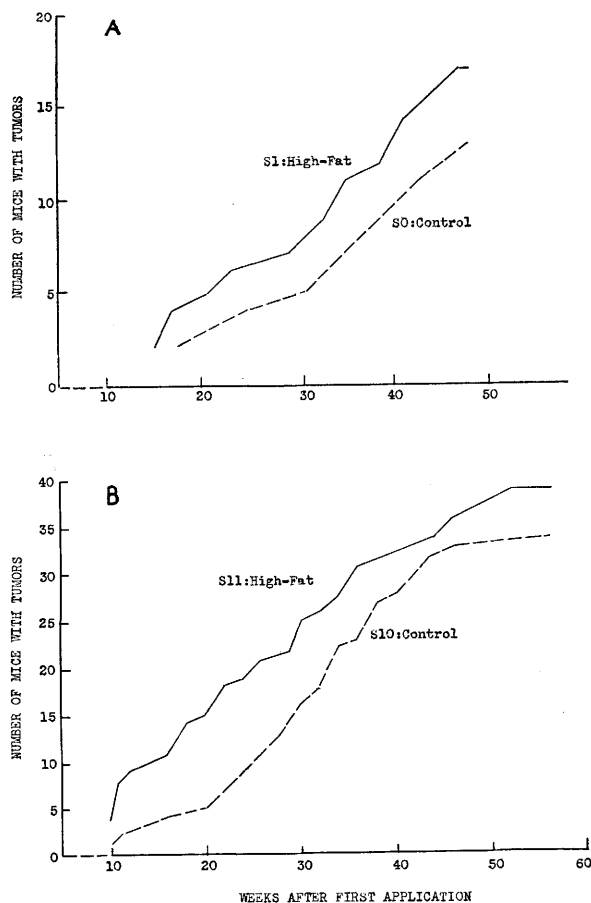 A
20
15
10
5
0
NUMBER OF MICE WITH TUMORS
S1:High-Fat
S0:Control
10 20 30 40 50
B
40
35
30
25
20
15
10
5
0
NUMBER OF MICE WITH TUMORS
S11:High-Fat
S10:Control
10 20 30 40 50 60
WEEKS AFTER FIRST APPLICATION